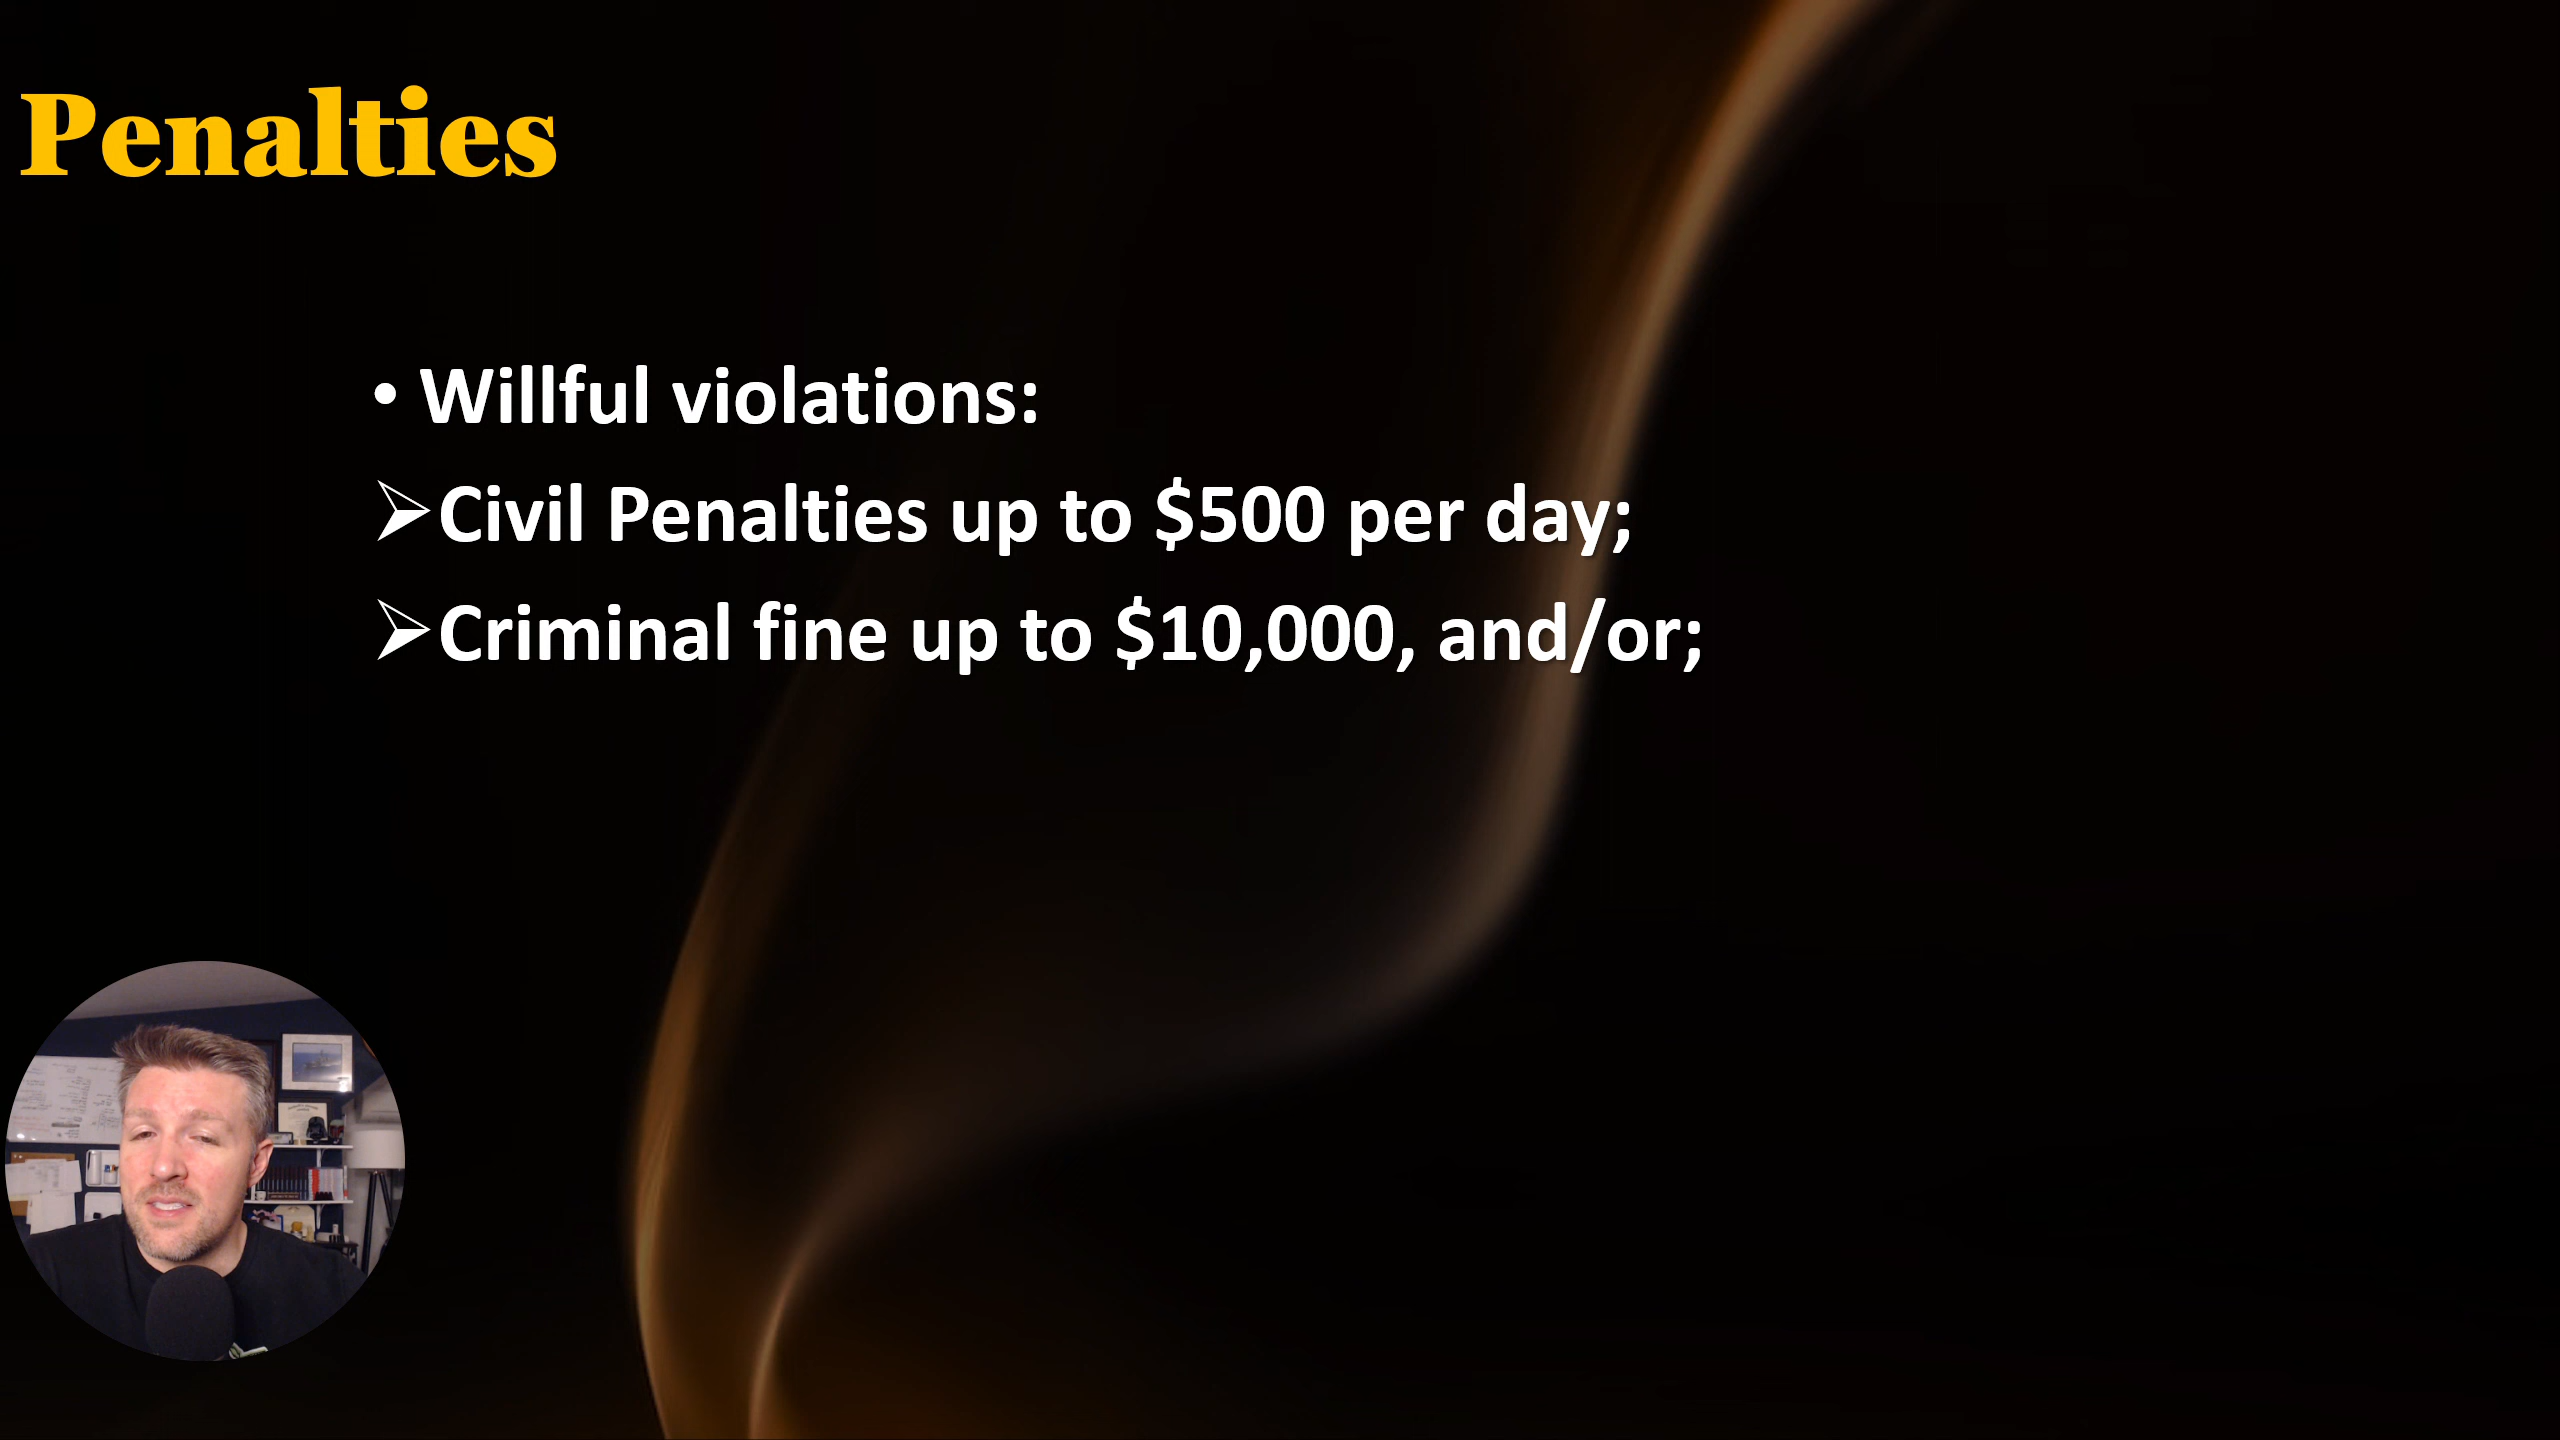 Penalties
• Willful violations:
➢Civil Penalties up to $500 per day;
➢Criminal fine up to $10,000, and/or;